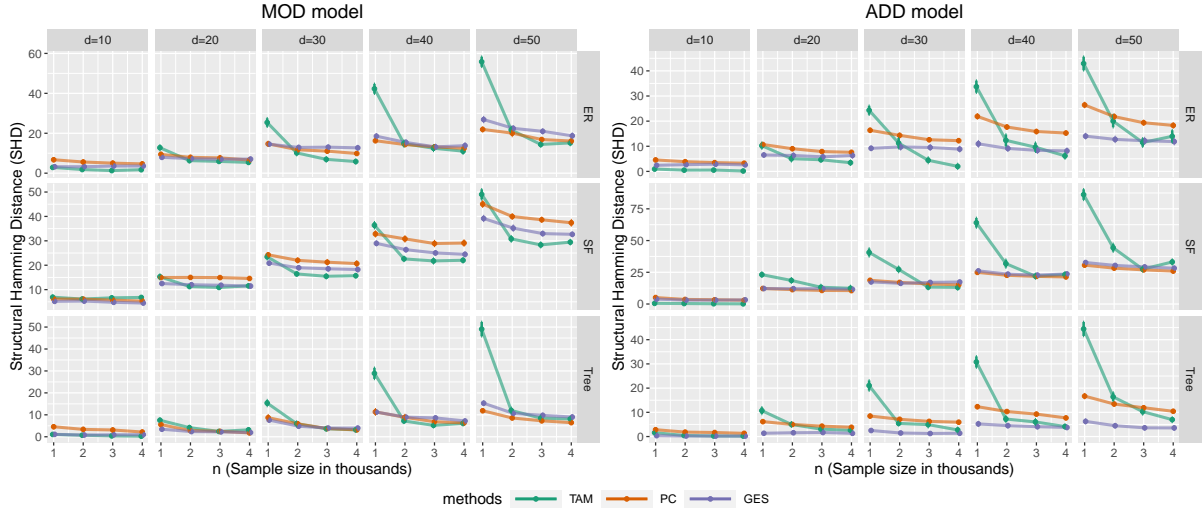 MOD model
ADD model
d=10 d=20 d=30 d=40 d=50
d=10 d=20 d=30 d=40 d=50
Structural Hamming Distance (SHD)
60
40
20
0
ER
50
40
30
20
10
SF
50
40
30
20
10
0
Tree
1 2 3 4 1 2 3 4 1 2 3 4 1 2 3 4 1 2 3 4
n (Sample size in thousands)
Structural Hamming Distance (SHD)
40
30
20
10
0
ER
75
50
25
0
SF
40
30
20
10
0
Tree
1 2 3 4 1 2 3 4 1 2 3 4 1 2 3 4 1 2 3 4
n (Sample size in thousands)
methods TAM PC GES